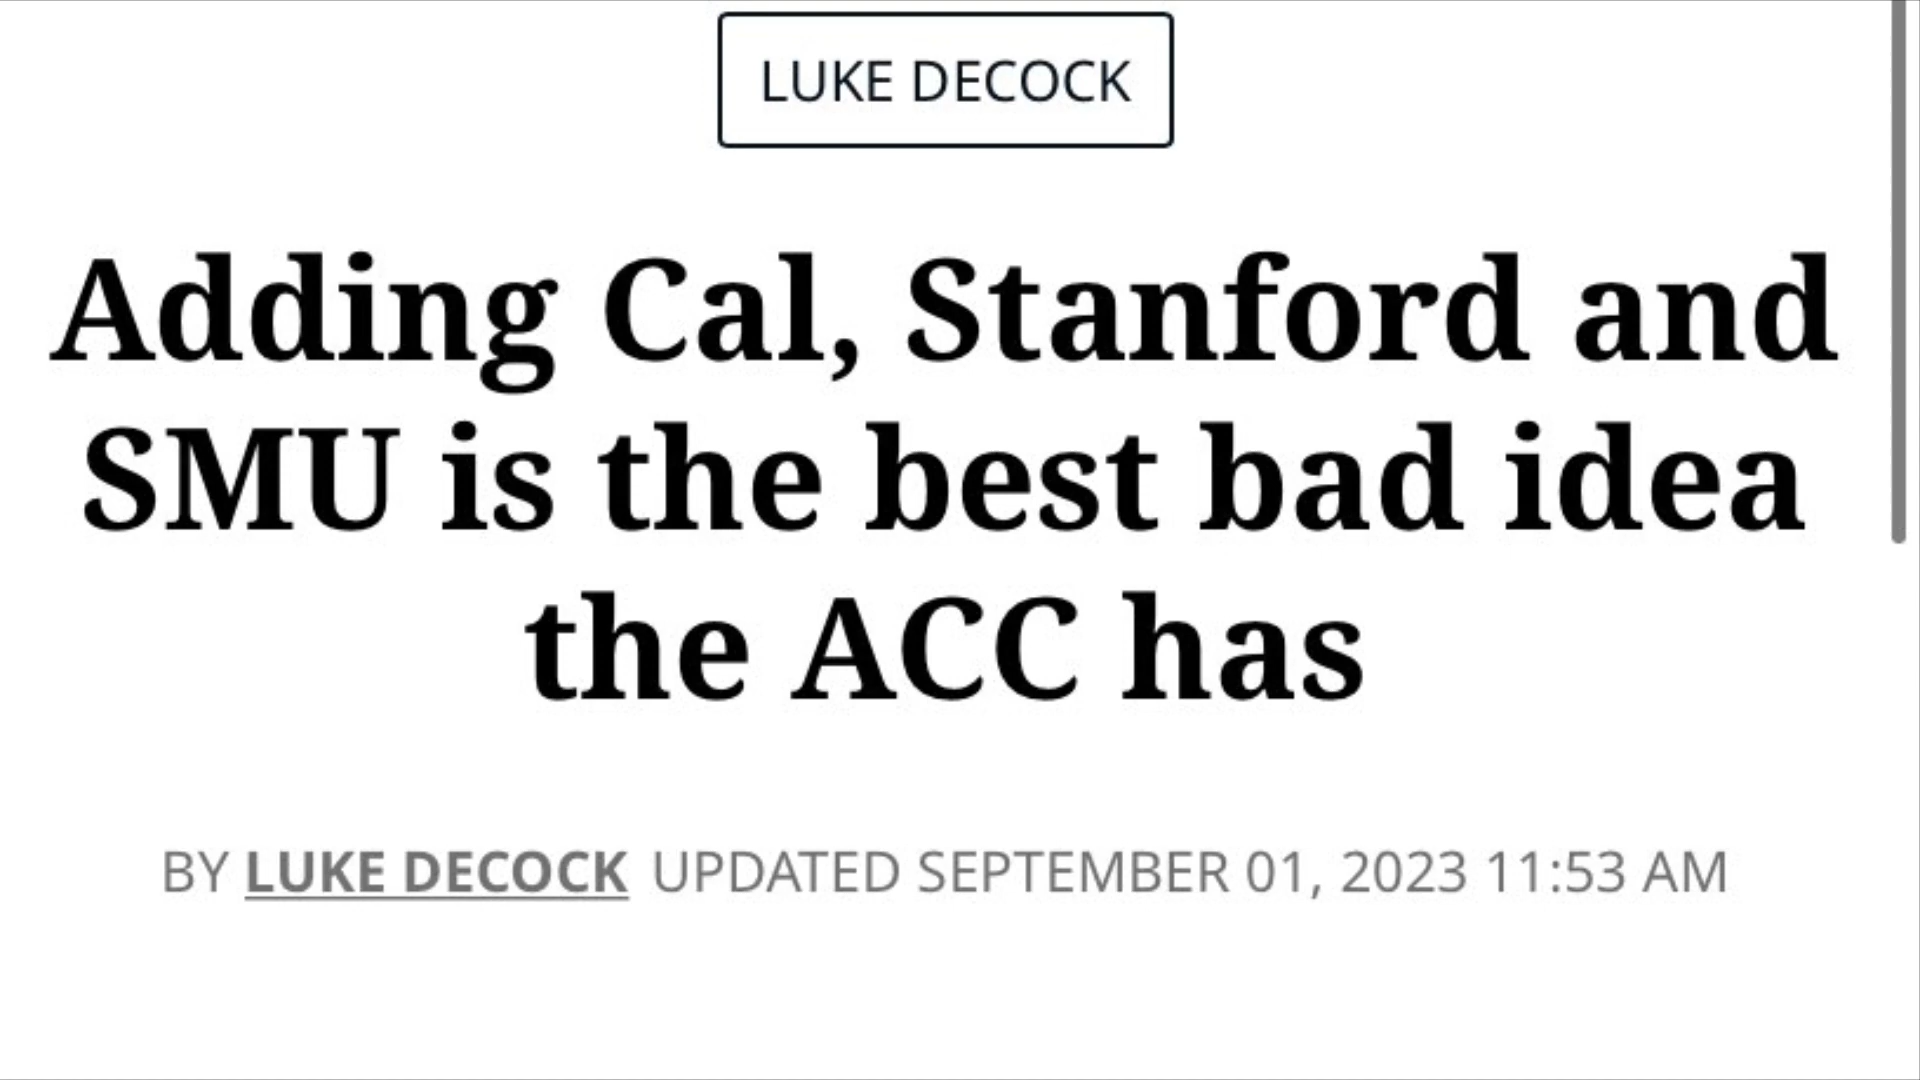 LUKE DECOCK
Adding Cal, Stanford and
SMU is the best bad idea
the ACC has
BY LUKE DECOCK UPDATED SEPTEMBER 01, 2023 11:53 AM